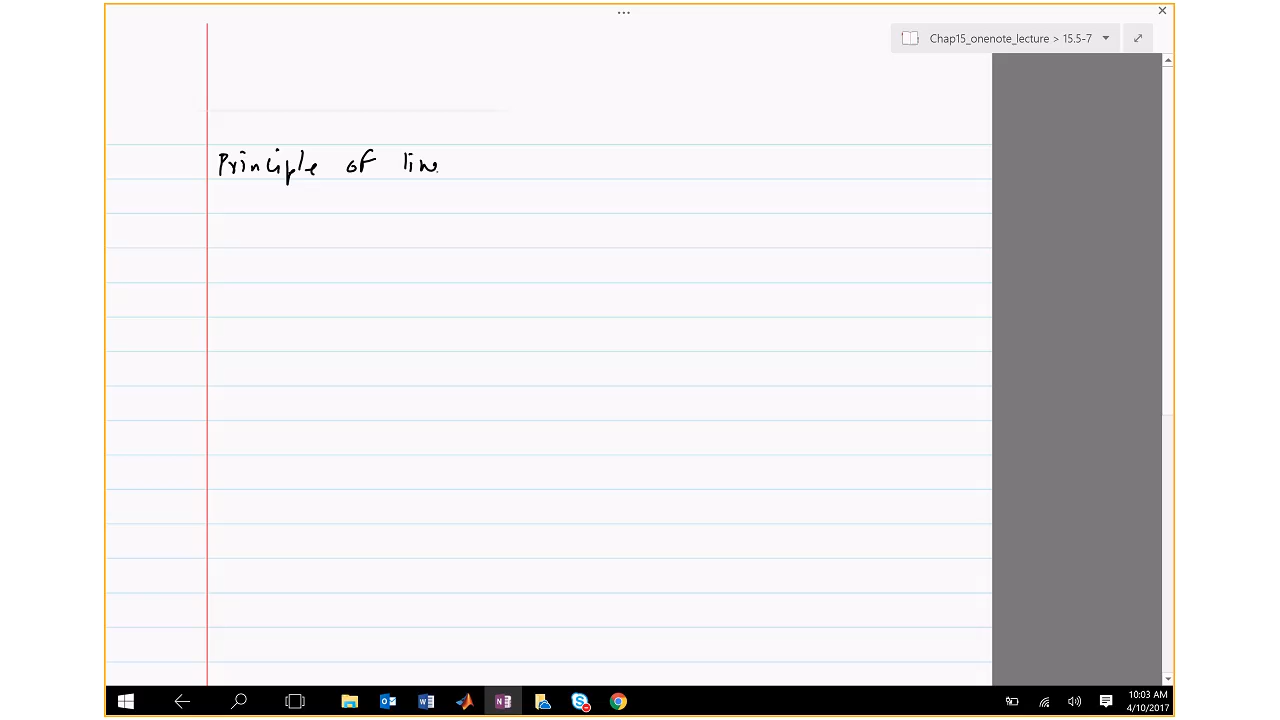 ...
Chap15_onenote_lecture > 15.5-7
Principle of lin
10:03 AM
4/10/2017